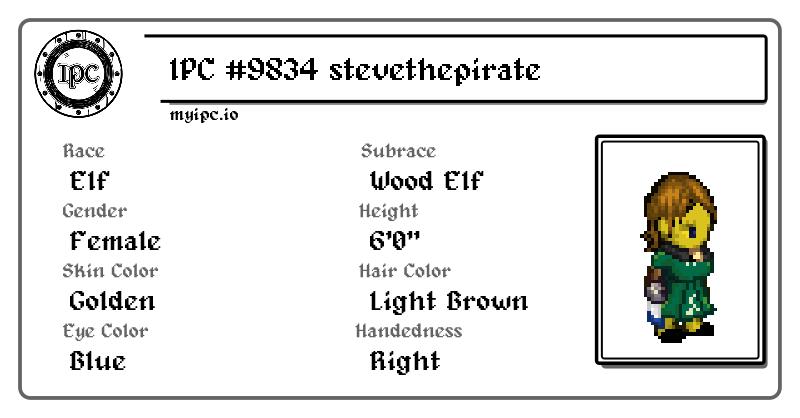 IPC
IPC #9834 stevethepirate
myipc.io
Race
Elf
Subrace
Wood Elf
Gender
Female
Height
6'0"
Skin Color
Golden
Hair Color
Light Brown
Eye Color
Blue
Handedness
Right